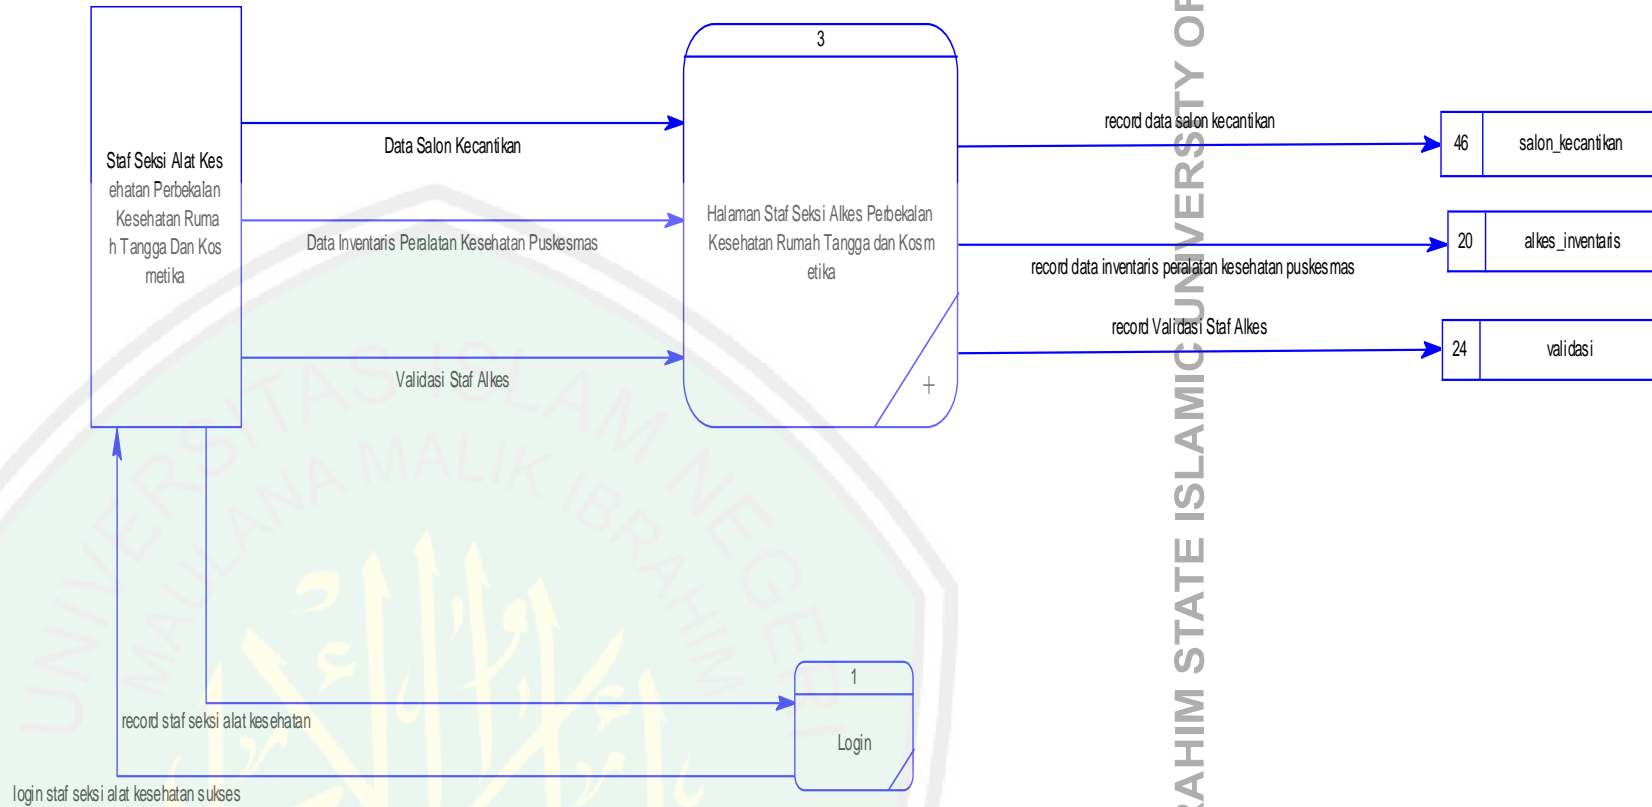 3
record data salon kecantikan
46
salon_kecantikan
Data Salon Kecantikan
Staf Seksi Alat Kes
ehatan Perbekalan
Kesehatan Ruma
h Tangga Dan Kos
metika
Halaman Staf Seksi Alkes Perbekalan
Kesehatan Rumah Tangga dan Kosm
etika
Data Inventaris Peralatan Kesehatan Puskesmas
20
alkes_inventaris
record data inventaris peralatan kesehatan puskesmas
record Validasi Staf Alkes
24
validasi
Validasi Staf Alkes
+
1
Login
record staf seksi alat kesehatan
login staf seksi alat kesehatan sukses
UNIVERSITAS ISLAM NEGERI
MAULANA MALIK IBRAHIM
RAHIM STATE ISLAMIC UNIVERSITY OF